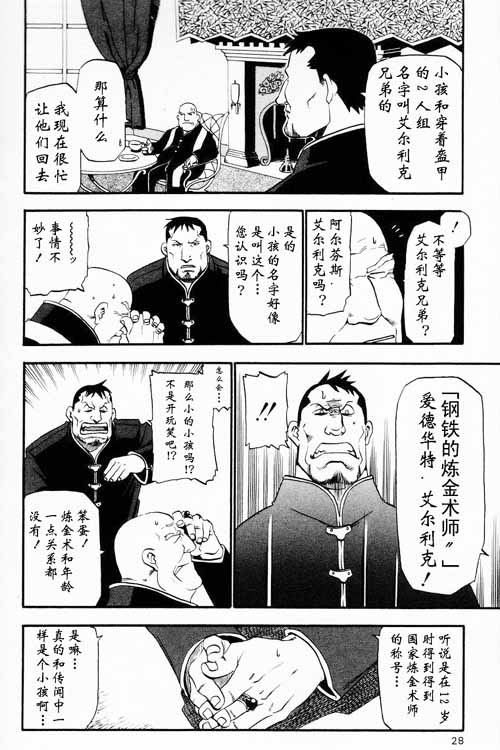 小孩和穿着盔甲
的2人组
名字叫艾尔利克
兄弟的
那算什么
我现在很忙
让他们回去
！
不等等
艾尔利克兄弟？
阿尔芬斯·
艾尔利克吗？
是的
小孩的名字好像
是叫这个…
您认识吗？
事情不
妙了！
「钢铁的炼金术师〞」
爱德华特·艾尔利克！
！！
怎么会…
那么小的小孩吗!?
不是开玩笑吧!?
笨蛋！
炼金术和年龄
一点关系都
没有！
听说是在12岁
时得到得到
国家炼金术师
的称号…
是嘛…
真的和传闻中一
样是个小孩啊…
28